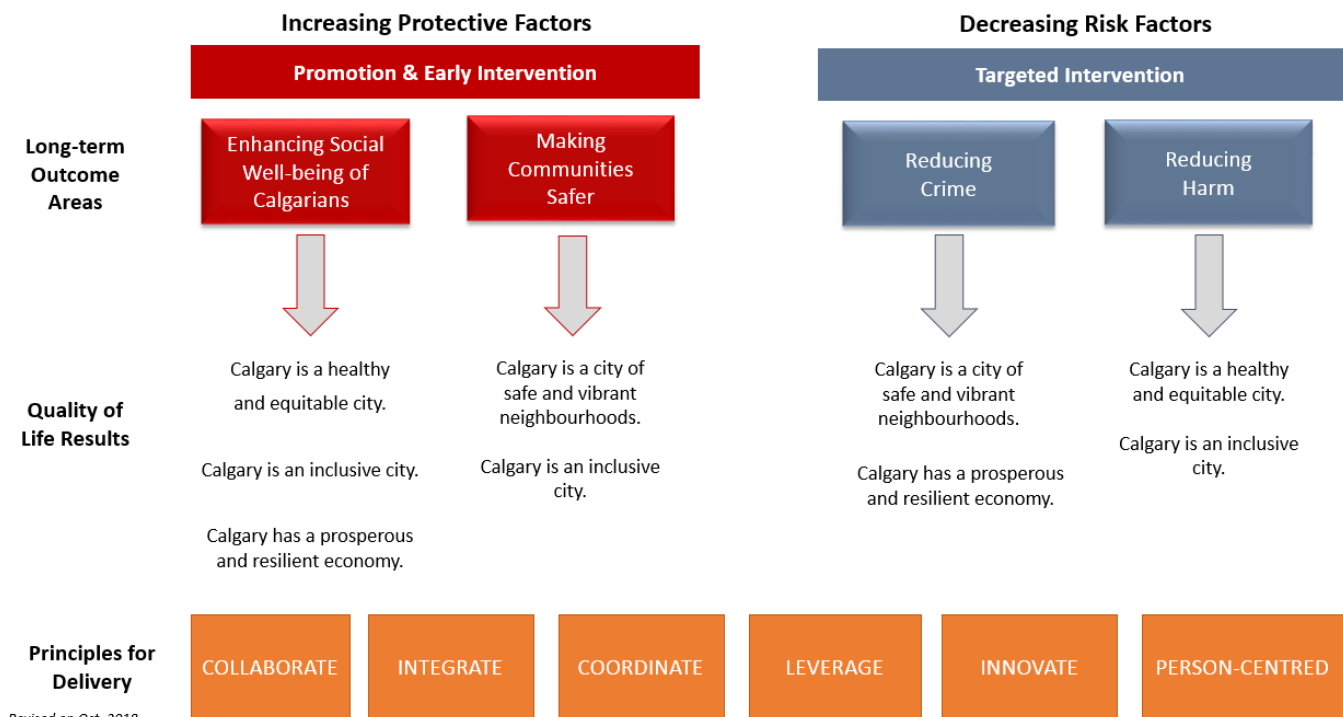 Increasing Protective Factors
Decreasing Risk Factors
Promotion & Early Intervention
Targeted Intervention
Long-term
Outcome
Areas
Enhancing Social
Well-being of
Calgarians
Making
Communities
Safer
Reducing
Crime
Reducing
Harm
Quality of
Life Results
Calgary is a healthy
and equitable city.
Calgary is an inclusive city.
Calgary has a prosperous
and resilient economy.
Calgary is a city of
safe and vibrant
neighbourhoods.
Calgary is an inclusive
city.
Calgary is a city of
safe and vibrant
neighbourhoods.
Calgary has a prosperous
and resilient economy.
Calgary is a healthy
and equitable city.
Calgary is an inclusive
city.
Principles for
Delivery
COLLABORATE
INTEGRATE
COORDINATE
LEVERAGE
INNOVATE
PERSON-CENTRED
Revised on Oct. 2018